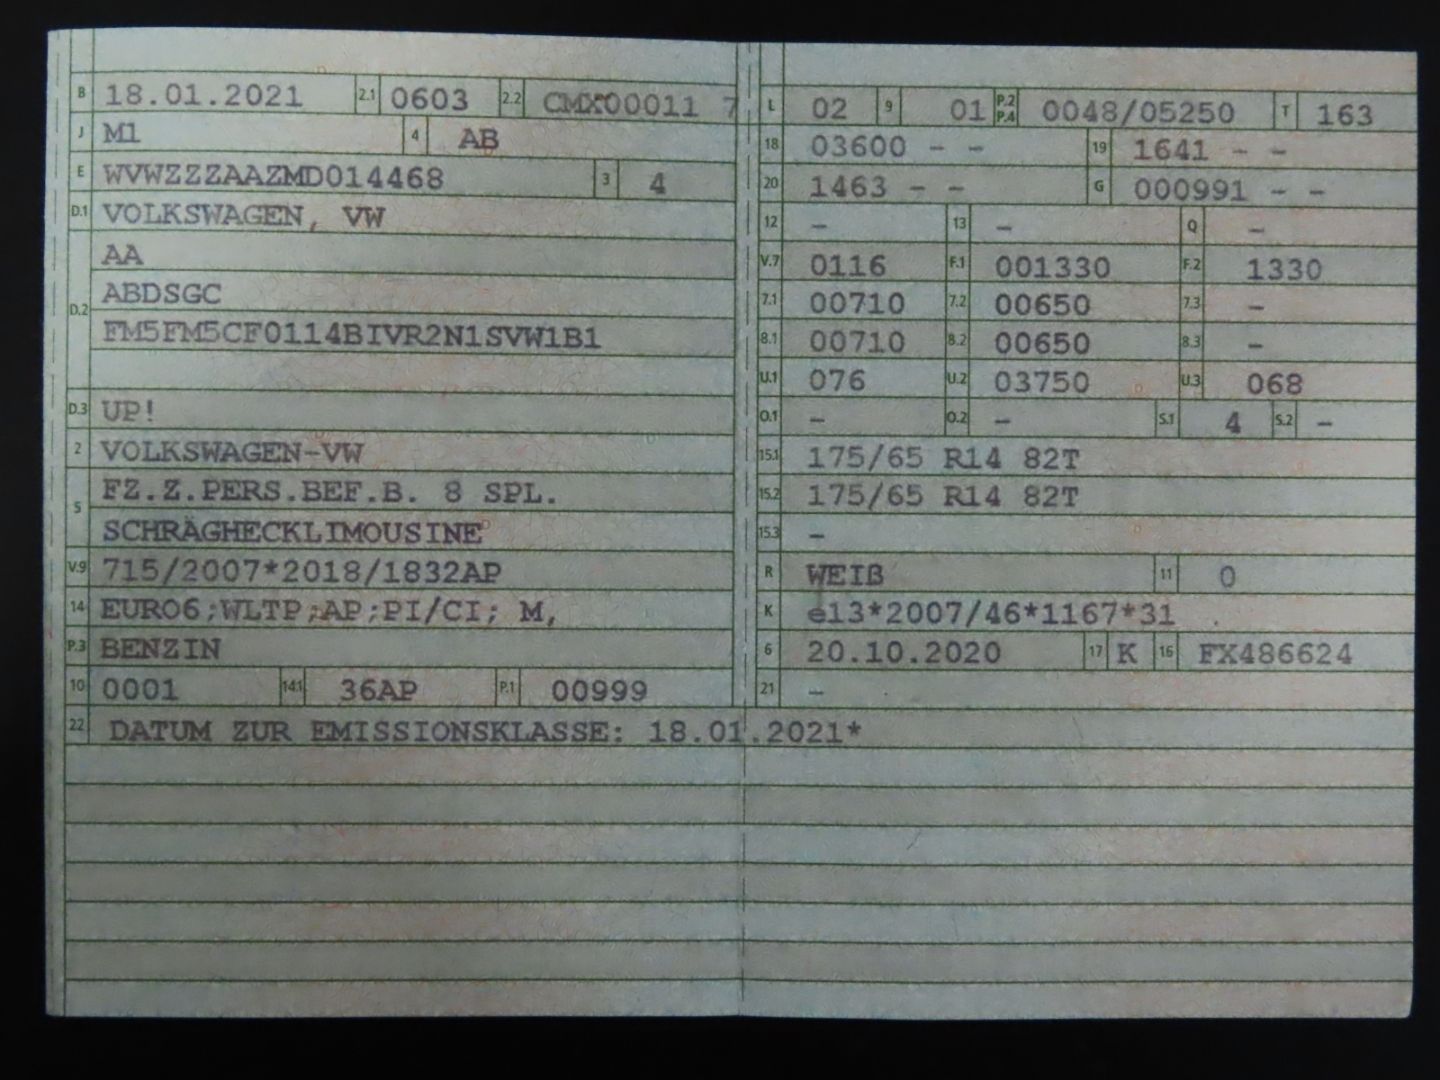 B 18.01.2021 2.1 0603 2.2 CMX00011 7
J M1 4 AB
E WVWZZZAAZMD014468 3 4
D.1 VOLKSWAGEN, VW
D.2 AA
ABDSGC
FM5FM5CF0114BIVR2N1SVW1B1
D.3 UP!
2 VOLKSWAGEN-VW
5 FZ.Z.PERS.BEF.B. 8 SPL.
SCHRÄGHECKLIMOUSINE
V.9 715/2007*2018/1832AP
14 EURO6;WLTP;AP;PI/CI; M,
P.3 BENZIN
10 0001 14.1 36AP P.1 00999
L 02 9 01 P.2 P.4 0048/05250 T 163
18 03600 - - 19 1641 - -
20 1463 - - G 000991 - -
12 - 13 - Q -
V.7 0116 F.1 001330 F.2 1330
7.1 00710 7.2 00650 7.3 -
8.1 00710 8.2 00650 8.3 -
U.1 076 U.2 03750 U.3 068
O.1 - O.2 - S.1 4 S.2 -
15.1 175/65 R14 82T
15.2 175/65 R14 82T
15.3 -
R WEIß 11 0
K e13*2007/46*1167*31
6 20.10.2020 17 K 16 FX486624
21 -
22 DATUM ZUR EMISSIONSKLASSE: 18.01.2021*